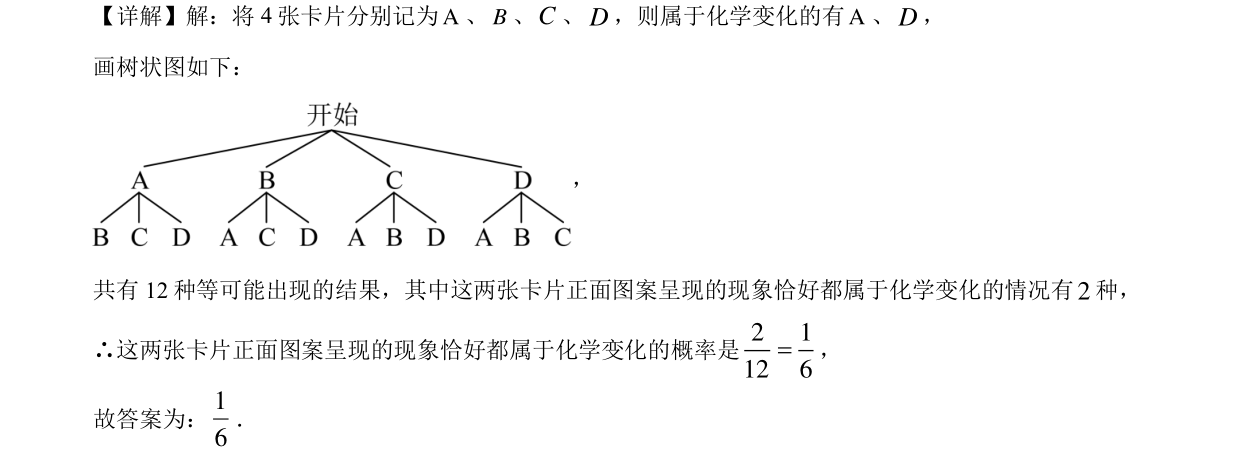 【详解】解：将 4 张卡片分别记为 A 、 B 、 C 、 D ，则属于化学变化的有 A 、 D ，
画树状图如下：
开始
A B C D ，
B C D A C D A B D A B C
共有 12 种等可能出现的结果，其中这两张卡片正面图案呈现的现象恰好都属于化学变化的情况有 2 种，
∴这两张卡片正面图案呈现的现象恰好都属于化学变化的概率是 2/12 = 1/6 ，
故答案为： 1/6 ．